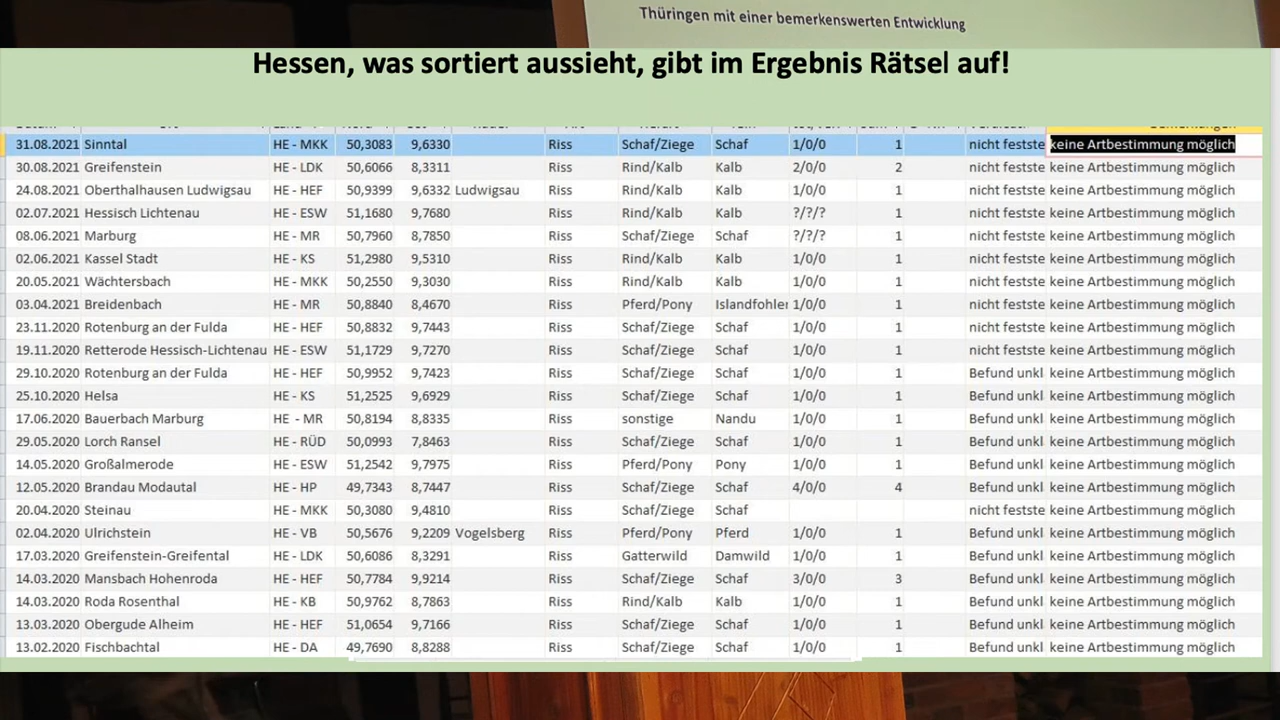 Thüringen mit einer bemerkenswerten Entwicklung
Hessen, was sortiert aussieht, gibt im Ergebnis Rätsel auf!
31.08.2021 Sinntal HE - MKK 50,3083 9,6330 Riss Schaf/Ziege Schaf 1/0/0 1 nicht festste keine Artbestimmung möglich
30.08.2021 Greifenstein HE - LDK 50,6066 8,3311 Riss Rind/Kalb Kalb 2/0/0 2 nicht festste keine Artbestimmung möglich
24.08.2021 Oberthalhausen Ludwigsau HE - HEF 50,9399 9,6332 Ludwigsau Riss Schaf/Ziege Schaf 1/0/0 1 nicht festste keine Artbestimmung möglich
02.07.2021 Hessisch Lichtenau HE - ESW 51,1680 9,7680 Riss Rind/Kalb Kalb ?/?/? 1 nicht festste keine Artbestimmung möglich
08.06.2021 Marburg HE - MR 50,7960 8,7850 Riss Schaf/Ziege Schaf ?/?/? 1 nicht festste keine Artbestimmung möglich
02.06.2021 Kassel Stadt HE - KS 51,2980 9,5310 Riss Rind/Kalb Kalb 1/0/0 1 nicht festste keine Artbestimmung möglich
20.05.2021 Wächtersbach HE - MKK 50,2550 9,3030 Riss Rind/Kalb Kalb 1/0/0 1 nicht festste keine Artbestimmung möglich
03.04.2021 Breidenbach HE - MR 50,8840 8,4670 Riss Pferd/Pony Islandfohler 1/0/0 1 nicht festste keine Artbestimmung möglich
23.11.2020 Rotenburg an der Fulda HE - HEF 50,8832 9,7443 Riss Schaf/Ziege Schaf 1/0/0 1 nicht festste keine Artbestimmung möglich
19.11.2020 Retterode Hessisch-Lichtenau HE - ESW 51,1729 9,7270 Riss Schaf/Ziege Schaf 1/0/0 1 nicht festste keine Artbestimmung möglich
29.10.2020 Rotenburg an der Fulda HE - HEF 50,9952 9,7423 Riss Schaf/Ziege Schaf 1/0/0 1 Befund unkl keine Artbestimmung möglich
25.10.2020 Helsa HE - KS 51,2525 9,6929 Riss Schaf/Ziege Schaf 1/0/0 1 Befund unkl keine Artbestimmung möglich
17.06.2020 Bauerbach Marburg HE - MR 50,8194 8,8335 Riss sonstige Nandu 1/0/0 1 Befund unkl keine Artbestimmung möglich
29.05.2020 Lorch Ransel HE - RÜD 50,0993 7,8463 Riss Schaf/Ziege Schaf 1/0/0 1 Befund unkl keine Artbestimmung möglich
14.05.2020 Großalmerode HE - ESW 51,2542 9,7975 Riss Pferd/Pony Pony 1/0/0 1 Befund unkl keine Artbestimmung möglich
12.05.2020 Brandau Modautal HE - HP 49,7343 8,7447 Riss Schaf/Ziege Schaf 4/0/0 4 Befund unkl keine Artbestimmung möglich
20.04.2020 Steinau HE - MKK 50,3080 9,4810 Riss Schaf/Ziege Schaf nicht festste keine Artbestimmung möglich
02.04.2020 Ulrichstein HE - VB 50,5676 9,2209 Vogelsberg Riss Pferd/Pony Pferd 1/0/0 1 Befund unkl keine Artbestimmung möglich
17.03.2020 Greifenstein-Greifental HE - LDK 50,6086 8,3291 Riss Gatterwild Damwild 1/0/0 1 Befund unkl keine Artbestimmung möglich
14.03.2020 Mansbach Hohenroda HE - HEF 50,7784 9,9214 Riss Schaf/Ziege Schaf 3/0/0 3 Befund unkl keine Artbestimmung möglich
14.03.2020 Roda Rosenthal HE - KB 50,9762 8,7863 Riss Rind/Kalb Kalb 1/0/0 1 Befund unkl keine Artbestimmung möglich
13.03.2020 Obergude Alheim HE - HEF 51,0654 9,7166 Riss Schaf/Ziege Schaf 1/0/0 1 Befund unkl keine Artbestimmung möglich
13.02.2020 Fischbachtal HE - DA 49,7690 8,8288 Riss Schaf/Ziege Schaf 1/0/0 1 Befund unkl keine Artbestimmung möglich